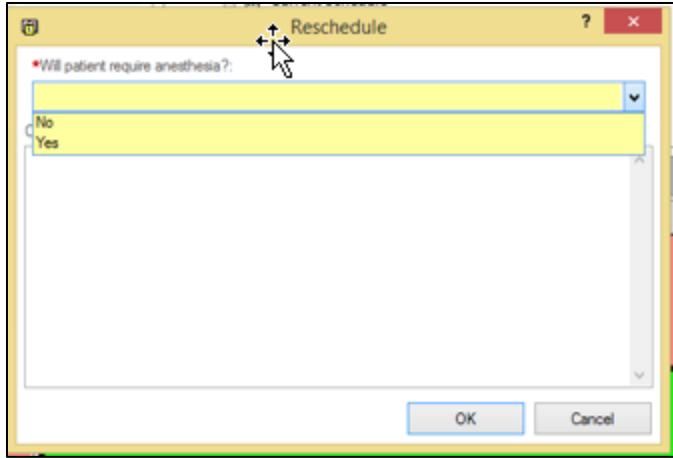 Reschedule
?
*Will patient require anesthesia?:
No
Yes
OK
Cancel